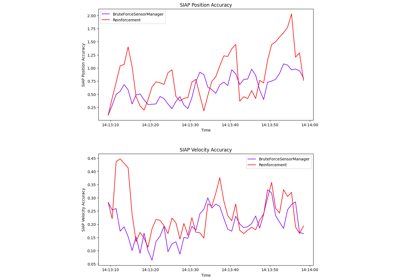 SIAP Position Accuracy
BruteForceSensorManager
Reinforcement
2.00
1.75
1.50
1.25
1.00
0.75
0.50
0.25
SIAP Position Accuracy
14:13:10
14:13:20
14:13:30
14:13:40
14:13:50
14:14:00
Time
SIAP Velocity Accuracy
BruteForceSensorManager
Reinforcement
0.45
0.40
0.35
0.30
0.25
0.20
0.15
0.10
0.05
SIAP Velocity Accuracy
14:13:10
14:13:20
14:13:30
14:13:40
14:13:50
14:14:00
Time